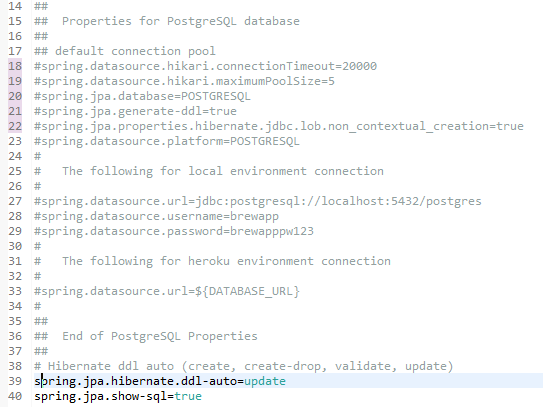 14 ##
15 ##  Properties for PostgreSQL database
16 ##
17 ## default connection pool
18 #spring.datasource.hikari.connectionTimeout=20000
19 #spring.datasource.hikari.maximumPoolSize=5
20 #spring.jpa.database=POSTGRESQL
21 #spring.jpa.generate-ddl=true
22 #spring.jpa.properties.hibernate.jdbc.lob.non_contextual_creation=true
23 #spring.datasource.platform=POSTGRESQL
24 #
25 #   The following for local environment connection
26 #
27 #spring.datasource.url=jdbc:postgresql://localhost:5432/postgres
28 #spring.datasource.username=brewapp
29 #spring.datasource.password=brewapppw123
30 #
31 #   The following for heroku environment connection
32 #
33 #spring.datasource.url=${DATABASE_URL}
34 #
35 ##
36 ##  End of PostgreSQL Properties
37 ##
38 # Hibernate ddl auto (create, create-drop, validate, update)
39 spring.jpa.hibernate.ddl-auto=update
40 spring.jpa.show-sql=true